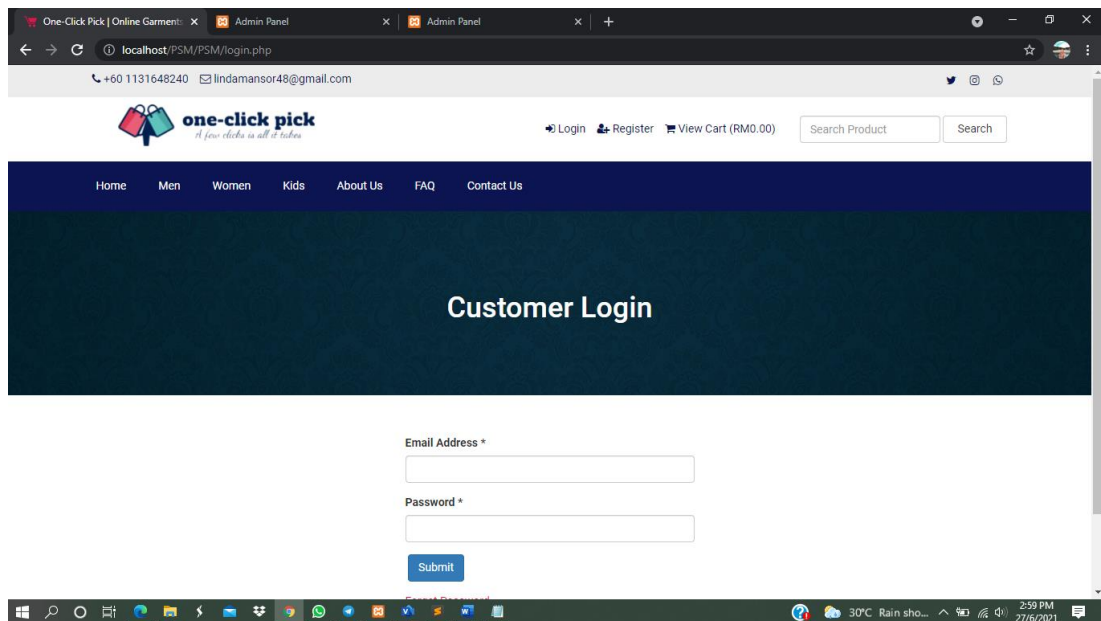 One-Click Pick | Online Garments
Admin Panel
Admin Panel
localhost/PSM/PSM/login.php
+60 1131648240 lindamansor48@gmail.com
one-click pick
A few clicks is all it takes
Login Register View Cart (RM0.00) Search Product Search
Home Men Women Kids About Us FAQ Contact Us
Customer Login
Email Address *
Password *
Submit
30°C Rain sho...
2:59 PM
27/6/2021